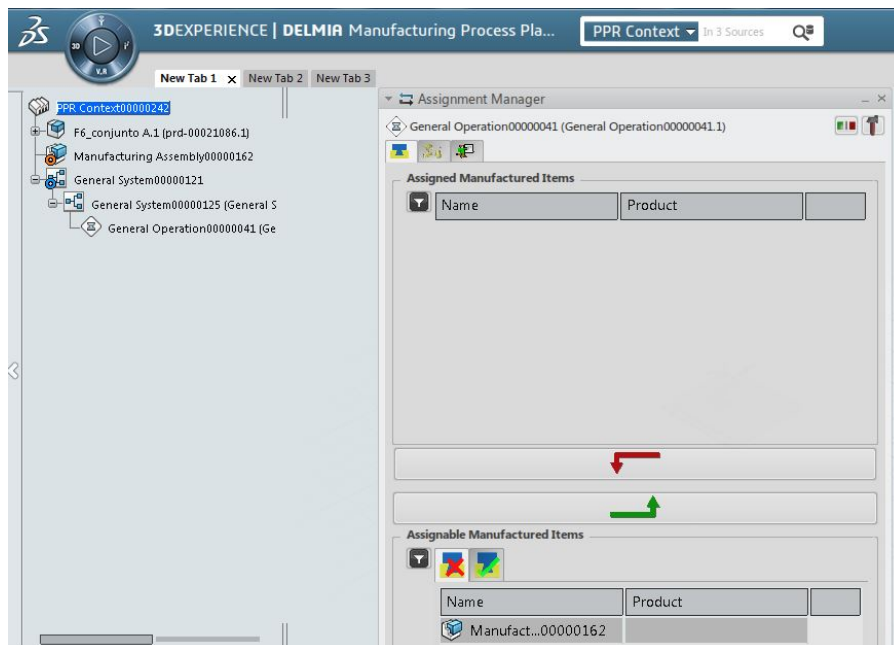 3DEXPERIENCE | DELMIA Manufacturing Process Pla...
PPR Context
In 3 Sources
3D
V.R
New Tab 1 x New Tab 2 New Tab 3
PPR Context00000242
F6_conjunto A.1 (prd-00021086.1)
Manufacturing Assembly00000162
General System00000121
General System00000125 (General S
General Operation00000041 (Ge
Assignment Manager
General Operation00000041 (General Operation00000041.1)
Assigned Manufactured Items
Name Product
Assignable Manufactured Items
Name Product
Manufact...00000162